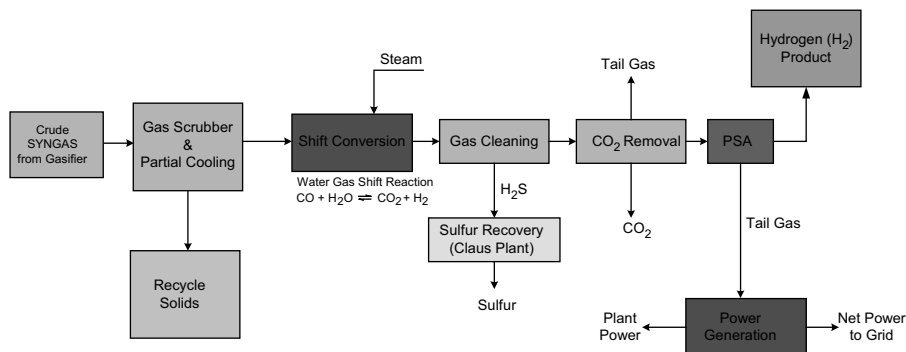 Crude
SYNGAS
from Gasifier
Gas Scrubber
&
Partial Cooling
Recycle
Solids
Steam
Shift Conversion
Water Gas Shift Reaction
CO + H₂O ⇌ CO₂ + H₂
Gas Cleaning
H₂S
Sulfur Recovery
(Claus Plant)
Sulfur
Tail Gas
CO₂ Removal
CO₂
PSA
Hydrogen (H₂)
Product
Tail Gas
Plant
Power
Power
Generation
Net Power
to Grid